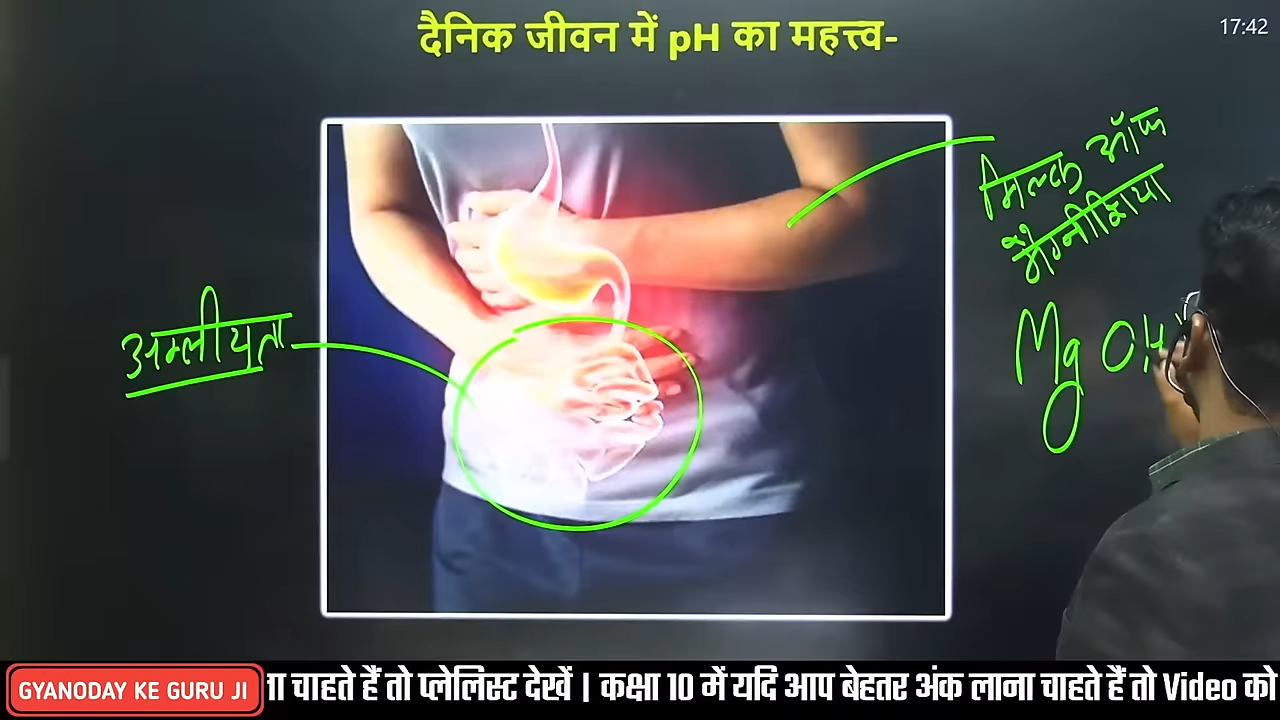 दैनिक जीवन में pH का महत्त्व-
17:42
मिल्क ऑफ
मैग्नीशिया
Mg OH
अम्लीयता
GYANODAY KE GURU JI
ा चाहते हैं तो प्लेलिस्ट देखें | कक्षा 10 में यदि आप बेहतर अंक लाना चाहते हैं तो Video को